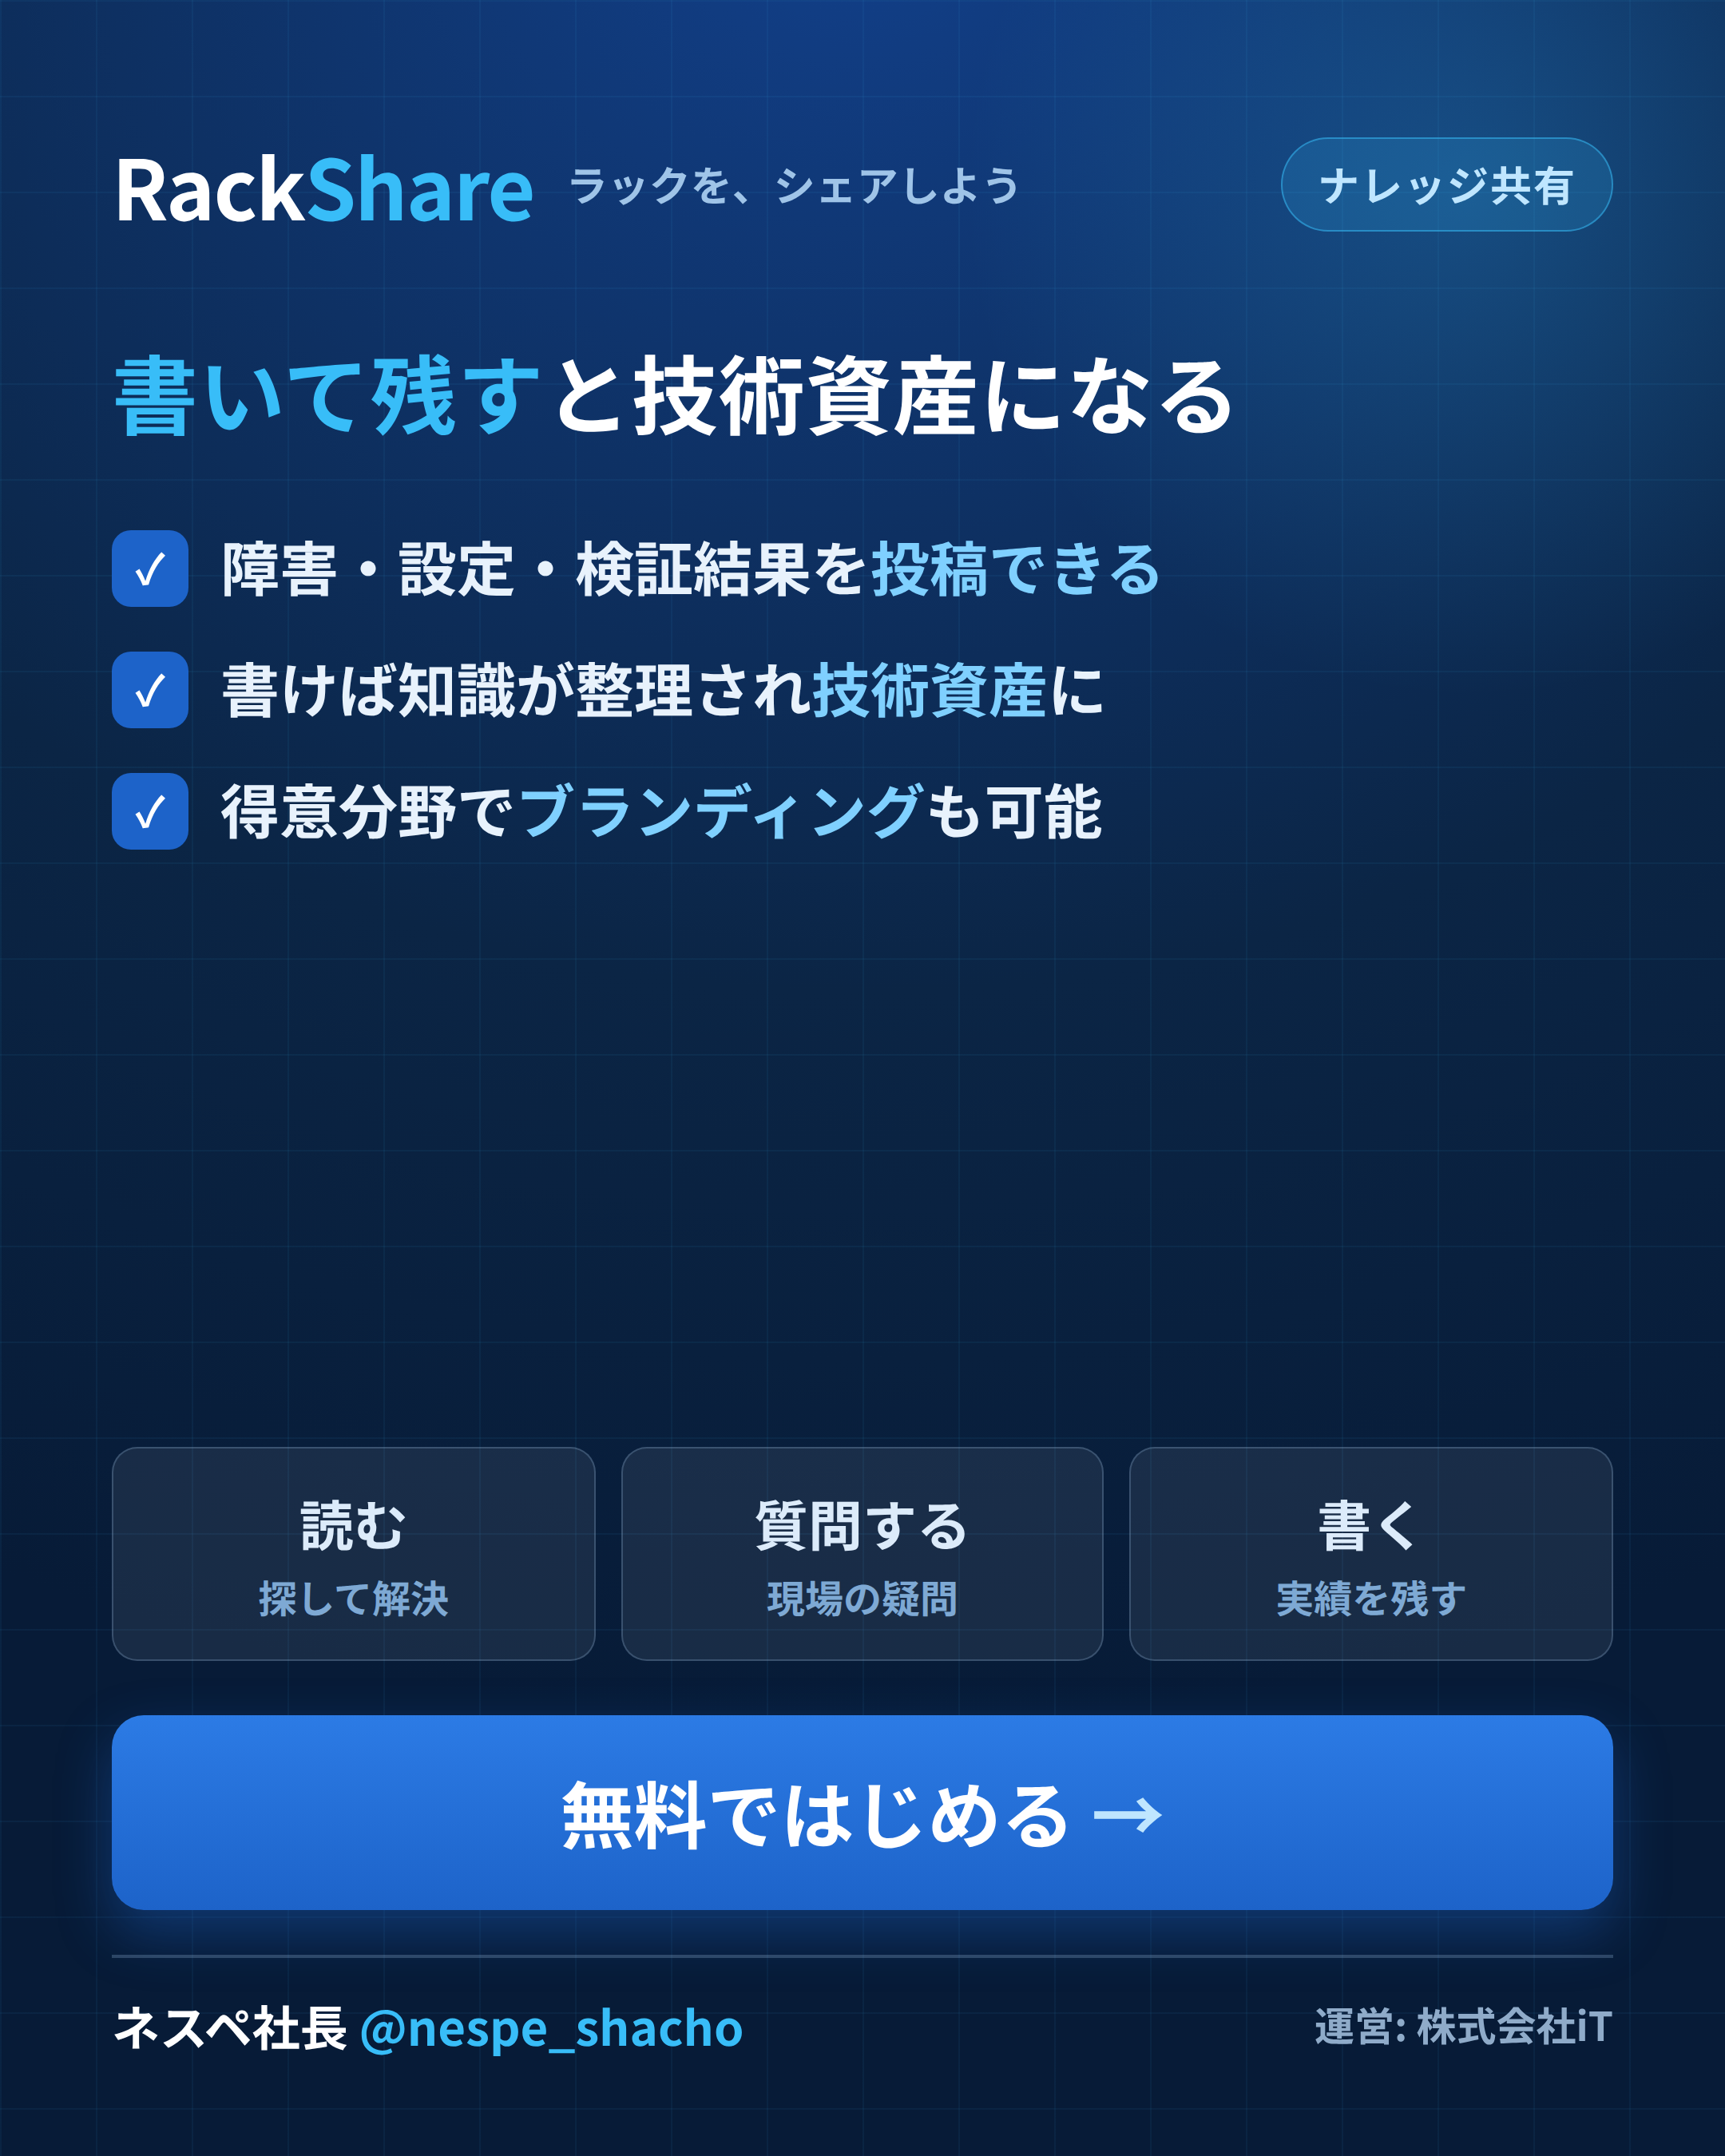 RackShare ラックを、シェアしよう ナレッジ共有
書いて残すと技術資産になる
✓ 障害・設定・検証結果を投稿できる
✓ 書けば知識が整理され技術資産に
✓ 得意分野でブランディングも可能
読む
探して解決
質問する
現場の疑問
書く
実績を残す
無料ではじめる →
ネスペ社長 @nespe_shacho
運営: 株式会社iT